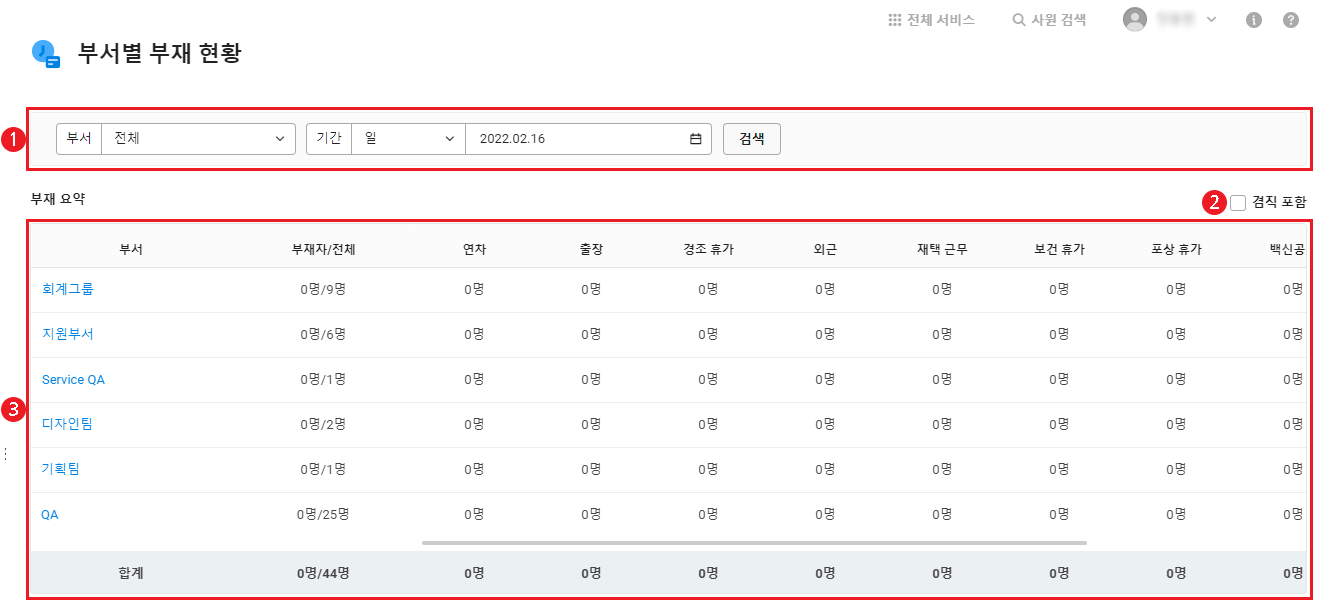 전체 서비스 사원 검색
부서별 부재 현황
1 부서 전체 기간 일 2022.02.16 검색
부재 요약 2 겸직 포함
부서 부재자/전체 연차 출장 경조 휴가 외근 재택 근무 보건 휴가 포상 휴가 백신공
회계그룹 0명/9명 0명 0명 0명 0명 0명 0명 0명 0명
지원부서 0명/6명 0명 0명 0명 0명 0명 0명 0명 0명
Service QA 0명/1명 0명 0명 0명 0명 0명 0명 0명 0명
3 디자인팀 0명/2명 0명 0명 0명 0명 0명 0명 0명 0명
기획팀 0명/1명 0명 0명 0명 0명 0명 0명 0명 0명
QA 0명/25명 0명 0명 0명 0명 0명 0명 0명 0명
합계 0명/44명 0명 0명 0명 0명 0명 0명 0명 0명